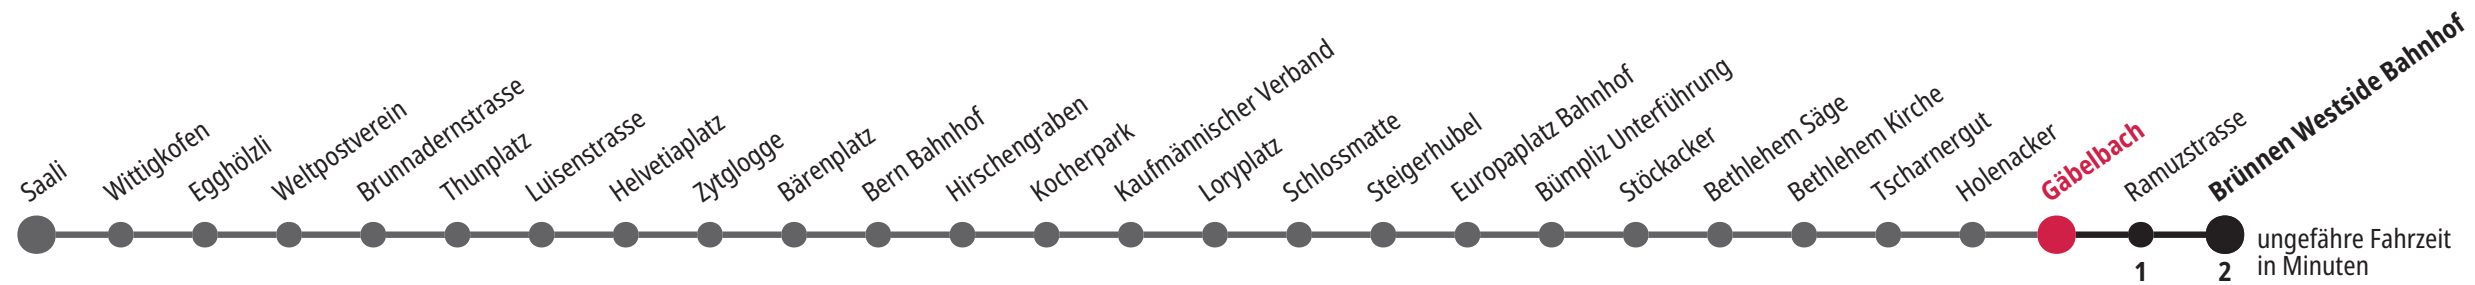 Saali
Wittigkofen
Egghölzli
Weltpostverein
Brunnadernstrasse
Thunplatz
Luisenstrasse
Helvetiaplatz
Zytglogge
Bärenplatz
Bern Bahnhof
Hirschengraben
Kocherpark
Kaufmännischer Verband
Loryplatz
Schlossmatte
Steigerhubel
Europaplatz Bahnhof
Bümpliz Unterführung
Stöckacker
Bethlehem Säge
Bethlehem Kirche
Tscharnergut
Holenacker
Gäbelbach
Ramuzstrasse
Brünnen Westside Bahnhof
1
2
ungefähre Fahrzeit
in Minuten